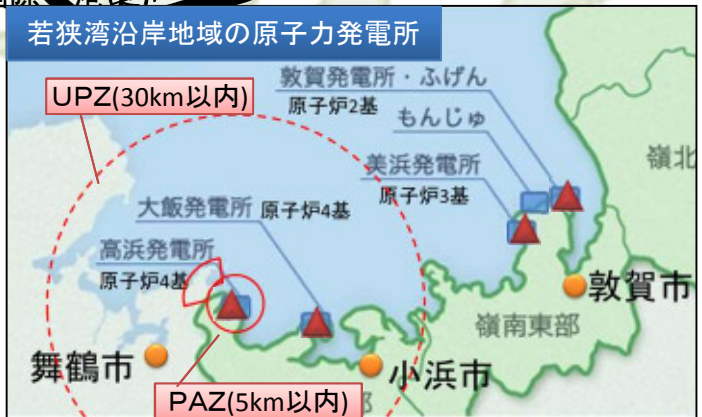 若狭湾沿岸地域の原子力発電所
UPZ(30km以内)
敦賀発電所・ふげん
原子炉2基
もんじゅ
嶺北
美浜発電所
原子炉3基
大飯発電所 原子炉4基
高浜発電所
原子炉4基
敦賀市
嶺南東部
舞鶴市
小浜市
PAZ(5km以内)
部